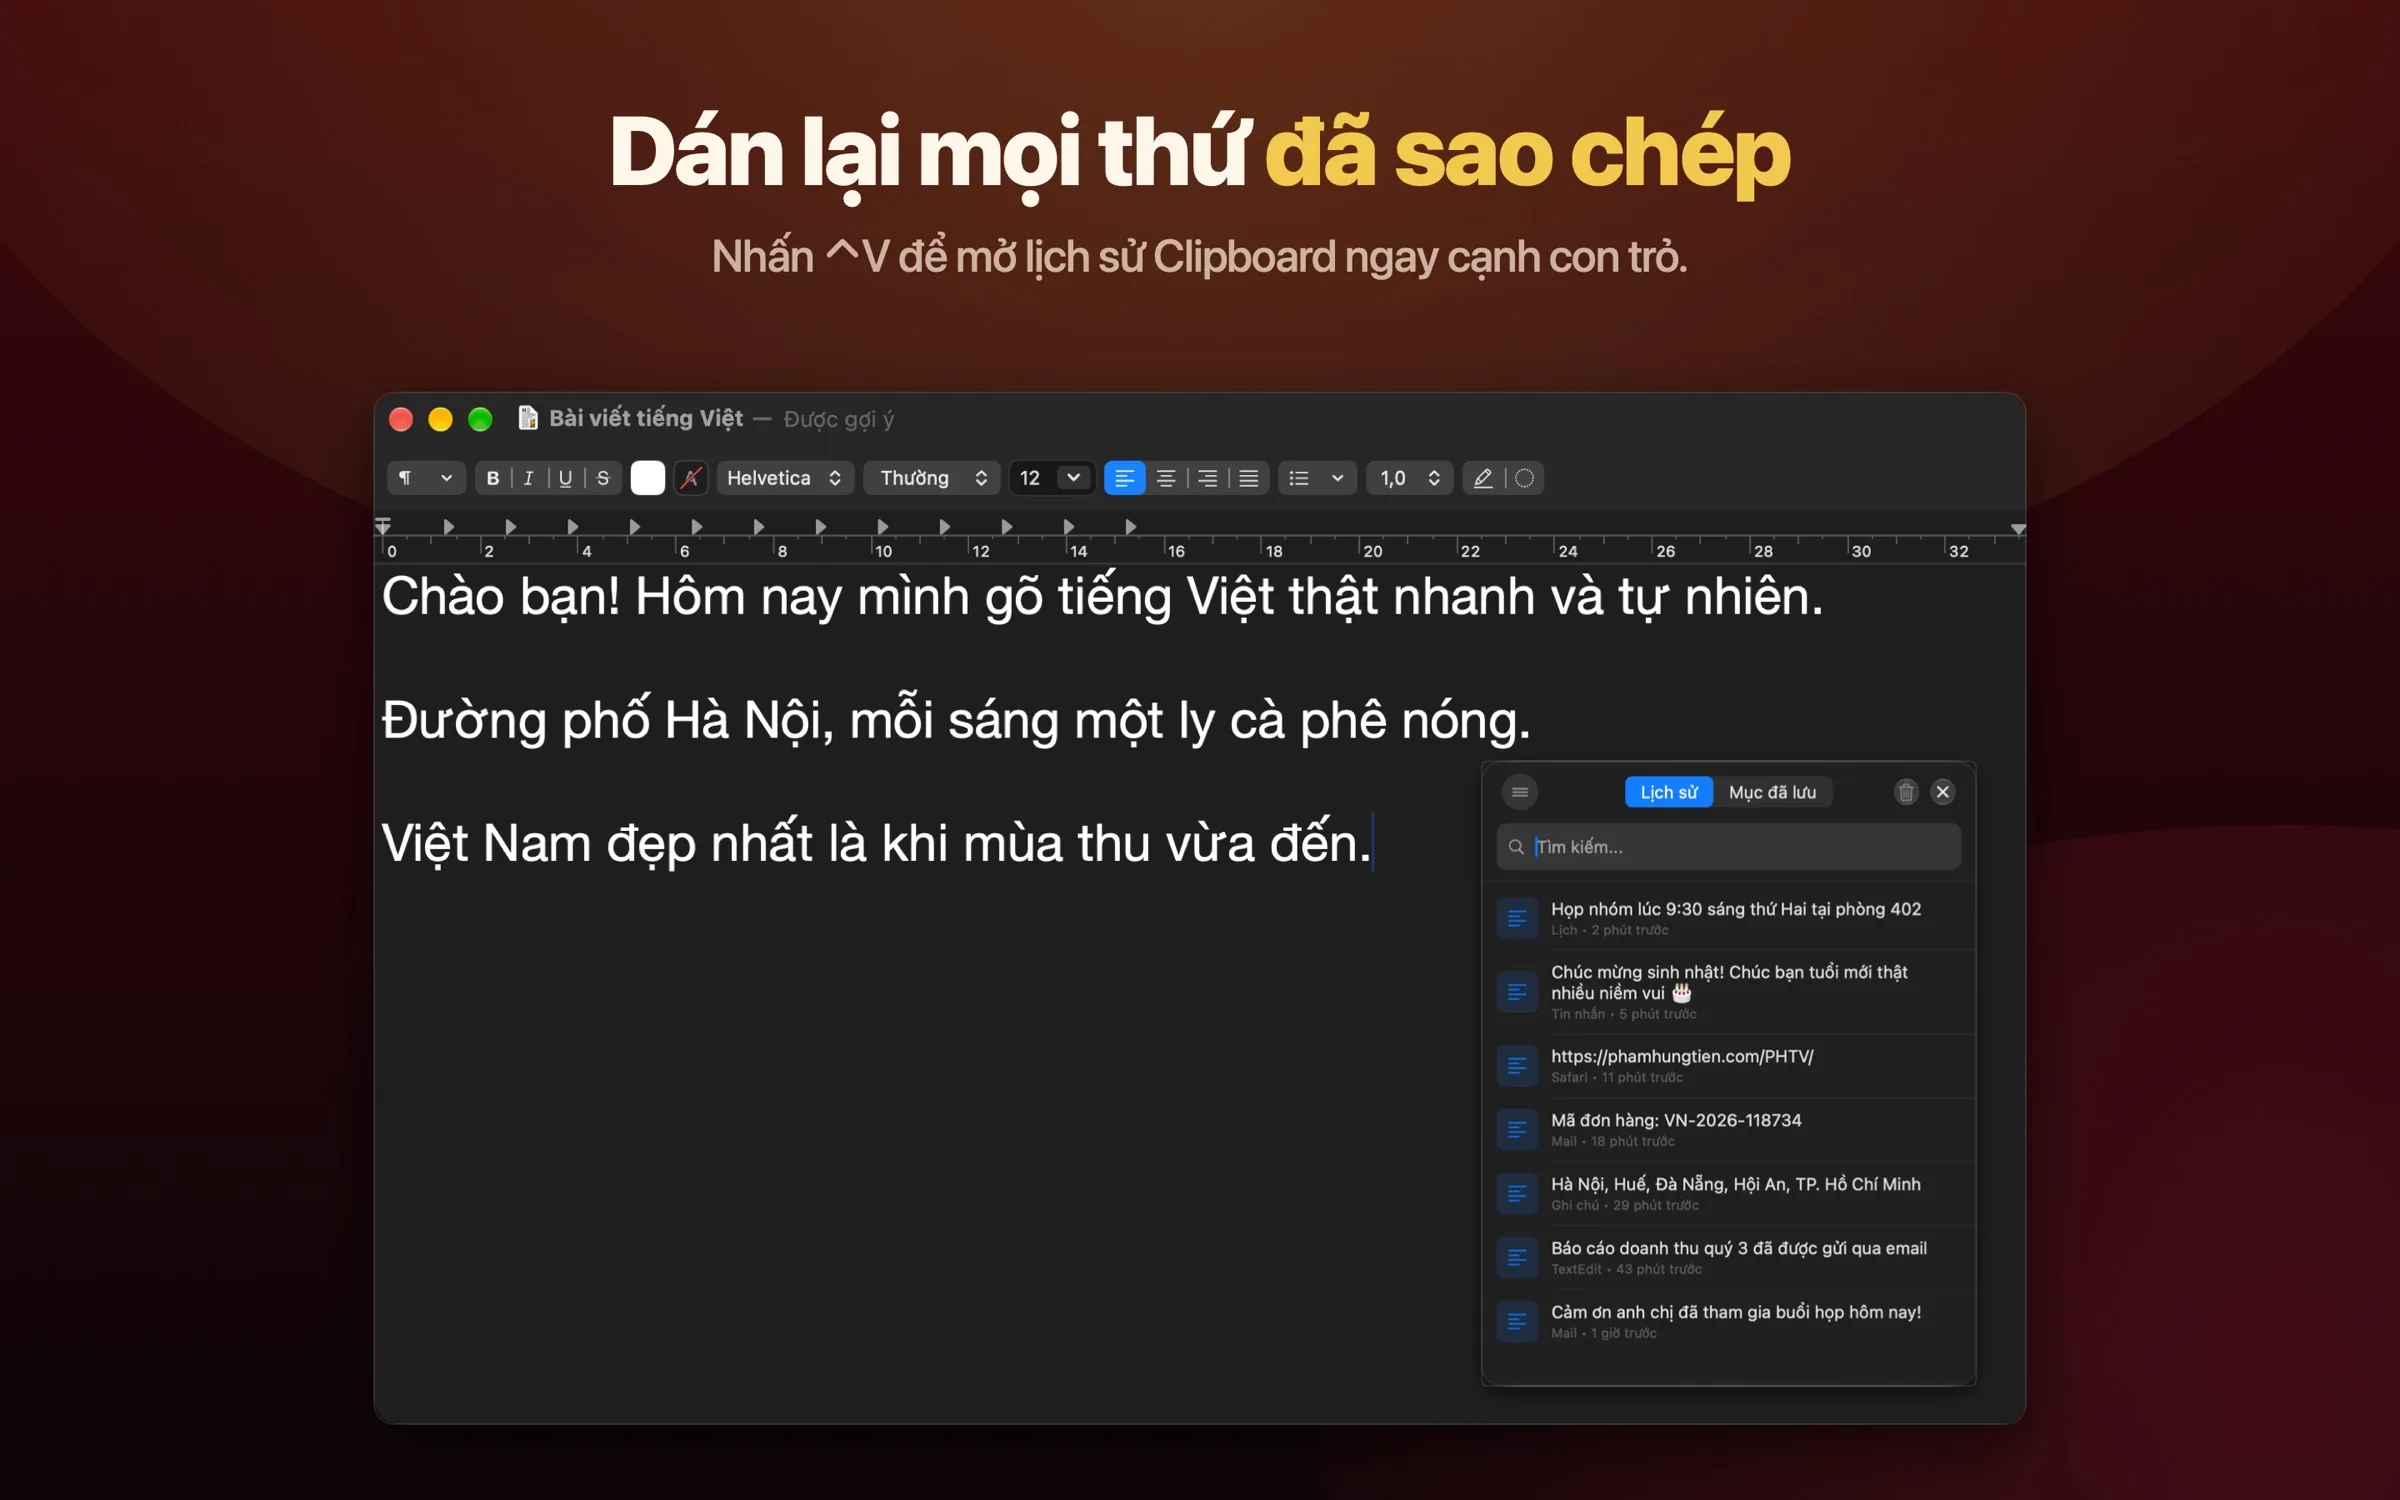 Dán lại mọi thứ đã sao chép
Nhấn ^V để mở lịch sử Clipboard ngay cạnh con trỏ.
Bài viết tiếng Việt — Được gợi ý
¶ B I U S A Helvetica Thường 12 1,0
0 2 4 6 8 10 12 14 16 18 20 22 24 26 28 30 32
Chào bạn! Hôm nay mình gõ tiếng Việt thật nhanh và tự nhiên.
Đường phố Hà Nội, mỗi sáng một ly cà phê nóng.
Việt Nam đẹp nhất là khi mùa thu vừa đến.
Lịch sử Mục đã lưu
Tìm kiếm...
Họp nhóm lúc 9:30 sáng thứ Hai tại phòng 402
Lịch • 2 phút trước
Chúc mừng sinh nhật! Chúc bạn tuổi mới thật
nhiều niềm vui 🎂
Tin nhắn • 5 phút trước
https://phamhungtien.com/PHTV/
Safari • 11 phút trước
Mã đơn hàng: VN-2026-118734
Mail • 18 phút trước
Hà Nội, Huế, Đà Nẵng, Hội An, TP. Hồ Chí Minh
Ghi chú • 29 phút trước
Báo cáo doanh thu quý 3 đã được gửi qua email
TextEdit • 43 phút trước
Cảm ơn anh chị đã tham gia buổi họp hôm nay!
Mail • 1 giờ trước